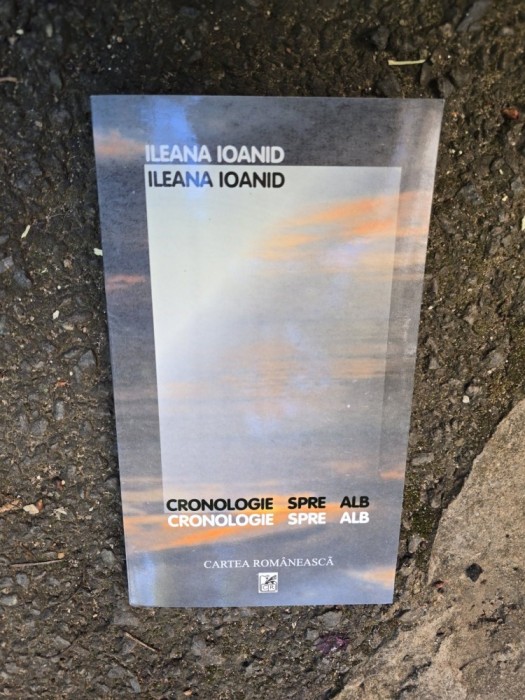 ILEANA IOANID
ILEANA IOANID
CRONOLOGIE SPRE ALB
CRONOLOGIE SPRE ALB
CARTEA ROMÂNEASCĂ